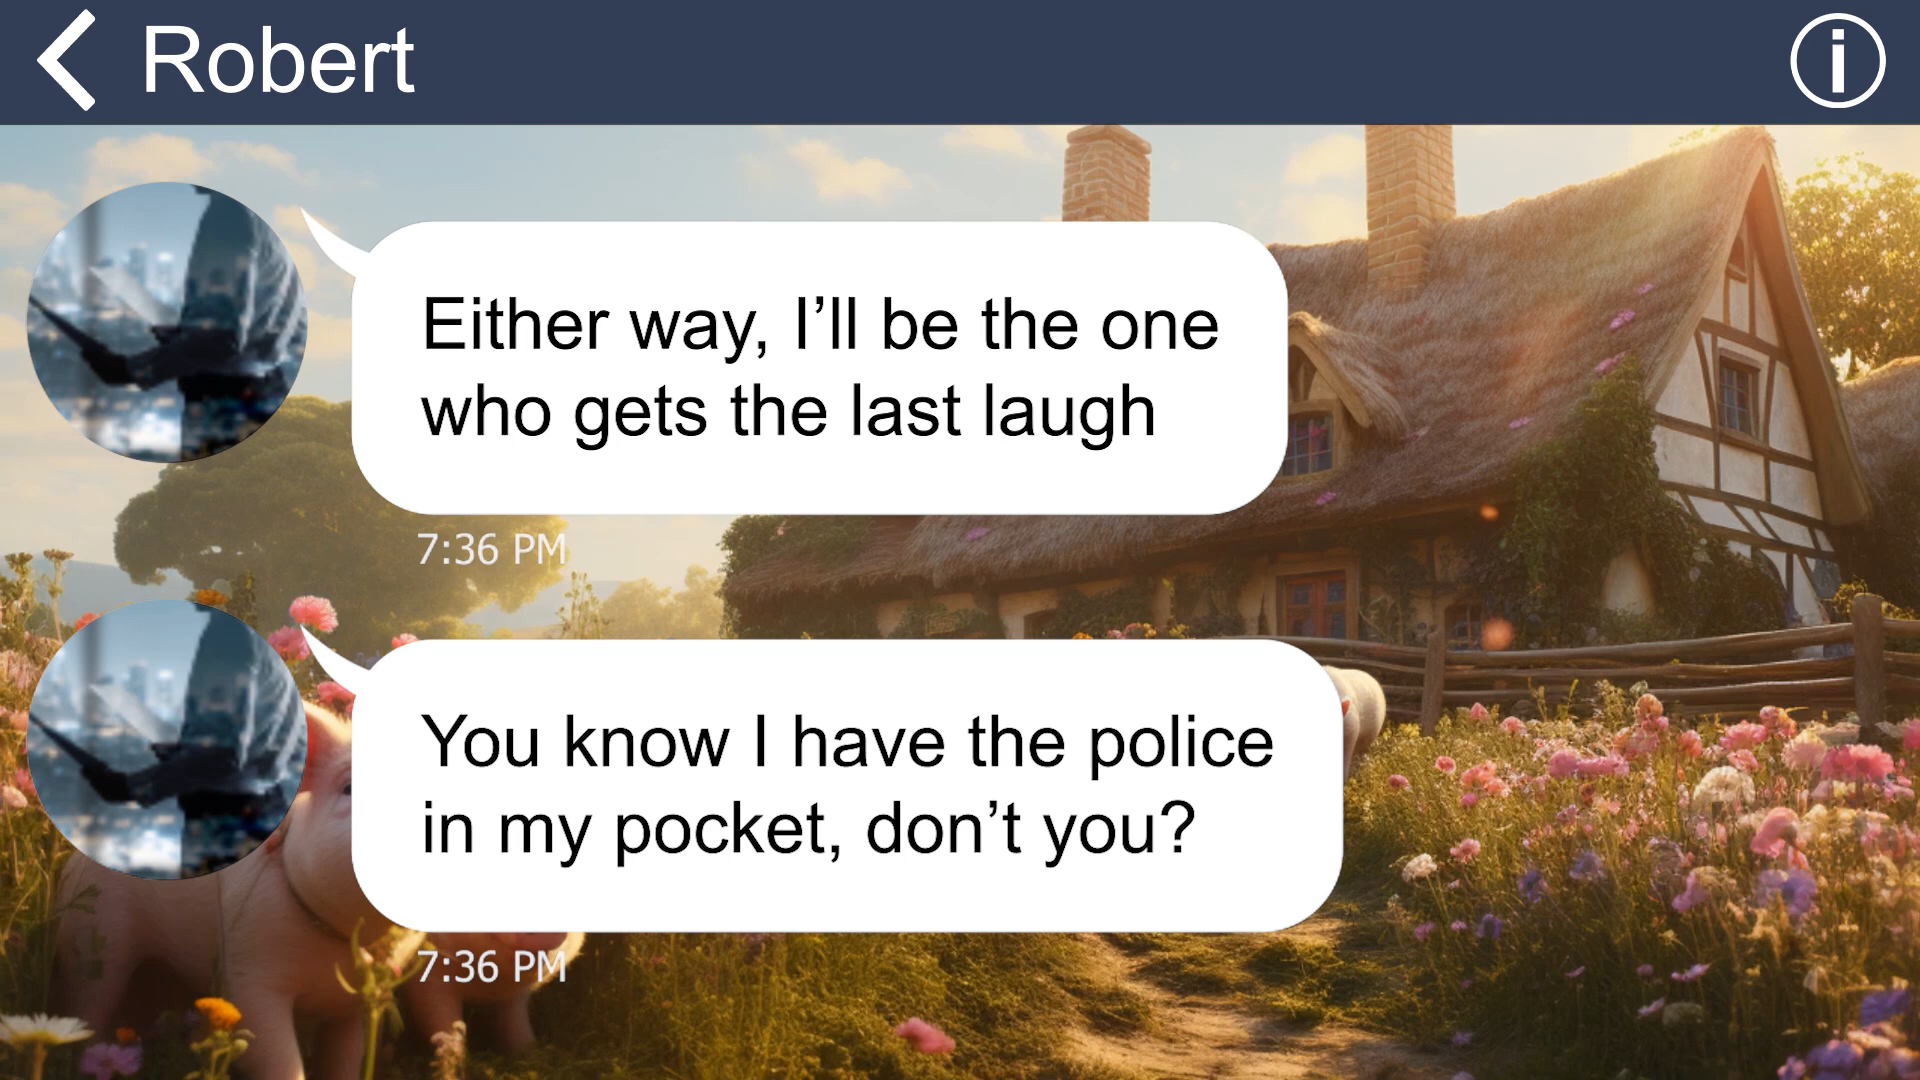 Robert
Either way, I’ll be the one
who gets the last laugh
7:36 PM
You know I have the police
in my pocket, don’t you?
7:36 PM